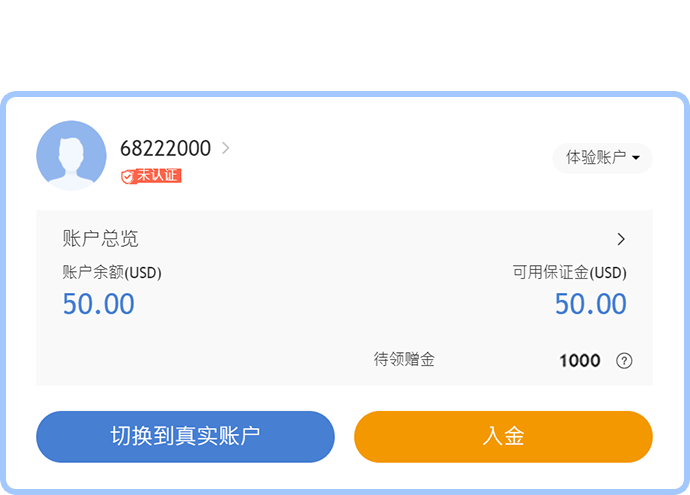 68222000
未认证
体验账户
账户总览
账户余额(USD)
可用保证金(USD)
50.00
50.00
待领赠金
1000
切换到真实账户
入金